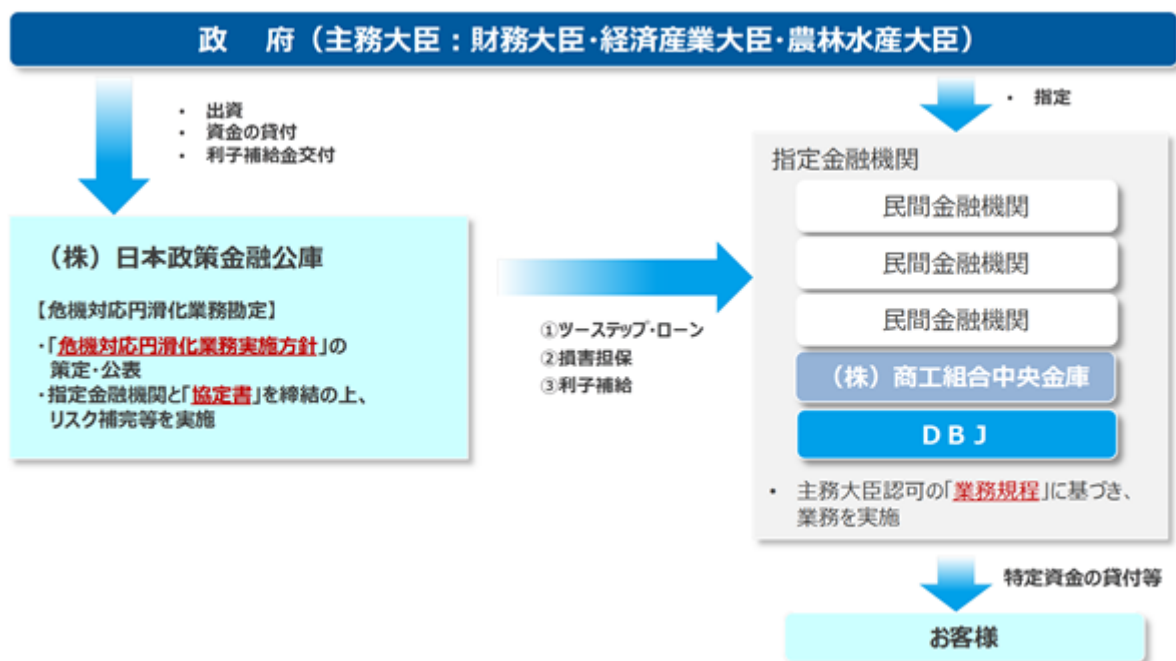 政　府（主務大臣：財務大臣・経済産業大臣・農林水産大臣）
・ 出資
・ 資金の貸付
・ 利子補給金交付
・ 指定
（株）日本政策金融公庫
【危機対応円滑化業務勘定】
・「危機対応円滑化業務実施方針」の
策定・公表
・指定金融機関と「協定書」を締結の上、
リスク補完等を実施
①ツーステップ・ローン
②損害担保
③利子補給
指定金融機関
民間金融機関
民間金融機関
民間金融機関
（株）商工組合中央金庫
ＤＢＪ
・ 主務大臣認可の「業務規程」に基づき、
業務を実施
特定資金の貸付等
お客様